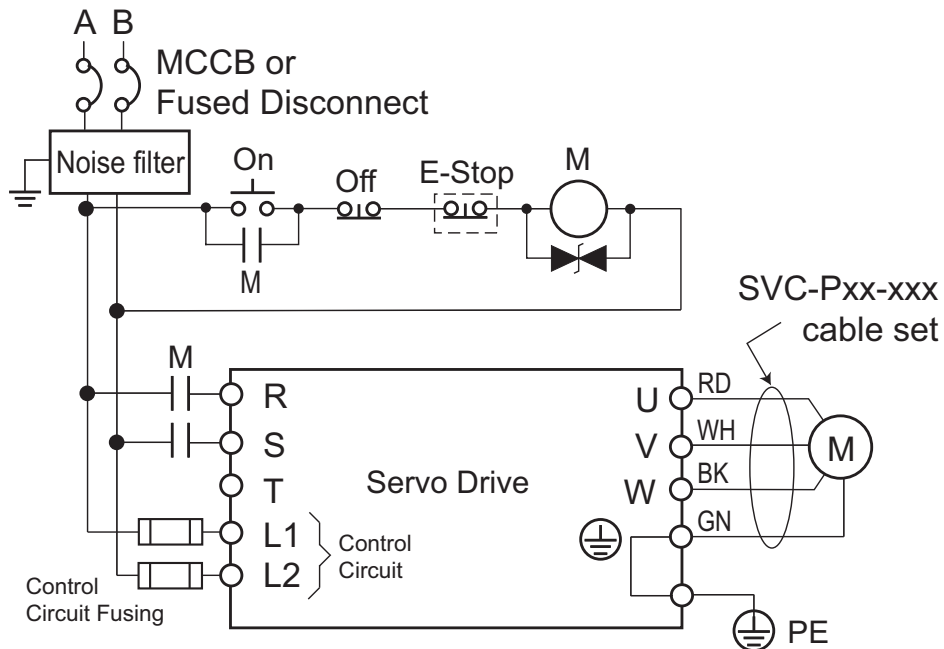 A B
MCCB or
Fused Disconnect
Noise filter
On
Off
E-Stop
M
M
SVC-Pxx-xxx
cable set
M
R
S
T
L1
L2
Control
Circuit
Control
Circuit Fusing
Servo Drive
U
V
W
RD
WH
BK
GN
M
PE